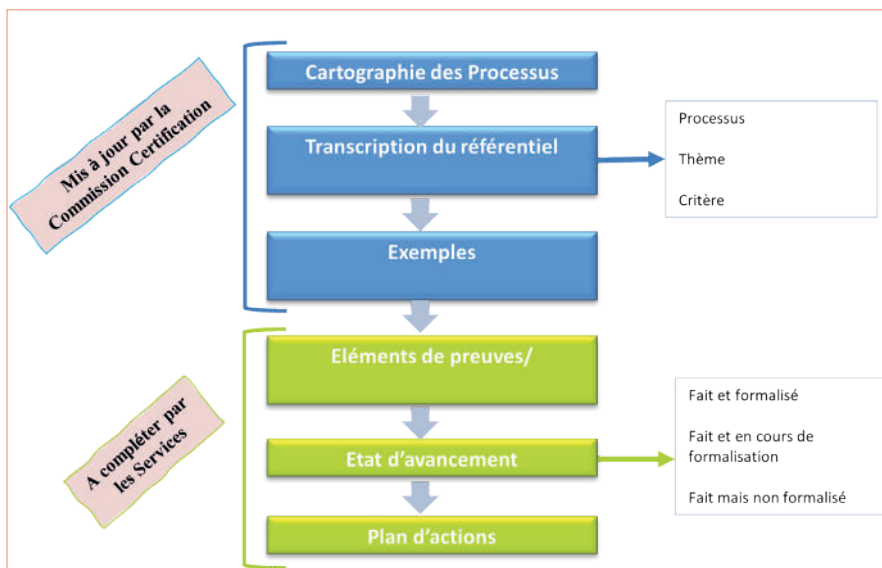 Mis à jour par la
Commission Certification
Cartographie des Processus
Transcription du référentiel
Processus
Thème
Critère
Exemples
A compléter par
les Services
Eléments de preuves/
Etat d'avancement
Fait et formalisé
Fait et en cours de
formalisation
Fait mais non formalisé
Plan d'actions